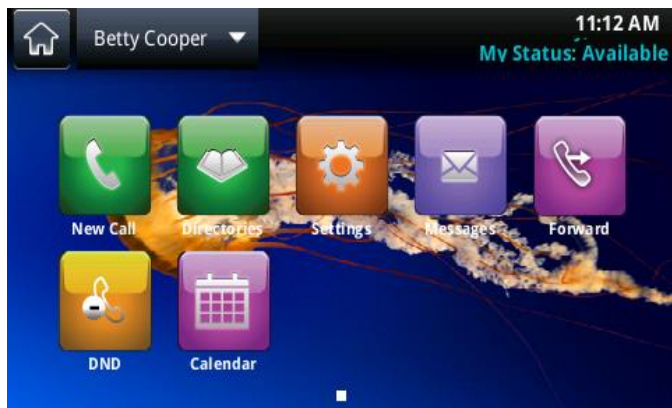 Betty Cooper
11:12 AM
My Status: Available
New Call Directories Settings Messages Forward
DND Calendar